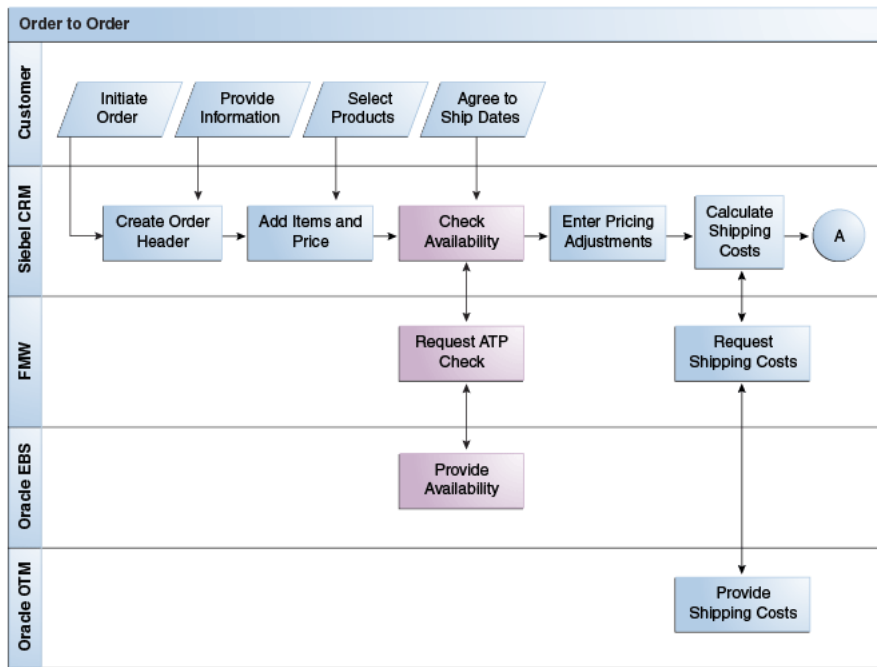 Order to Order
Customer
Initiate
Order
Provide
Information
Select
Products
Agree to
Ship Dates
Siebel CRM
Create Order
Header
Add Items and
Price
Check
Availability
Enter Pricing
Adjustments
Calculate
Shipping
Costs
A
FMW
Request ATP
Check
Request
Shipping Costs
Oracle EBS
Provide
Availability
Oracle OTM
Provide
Shipping Costs